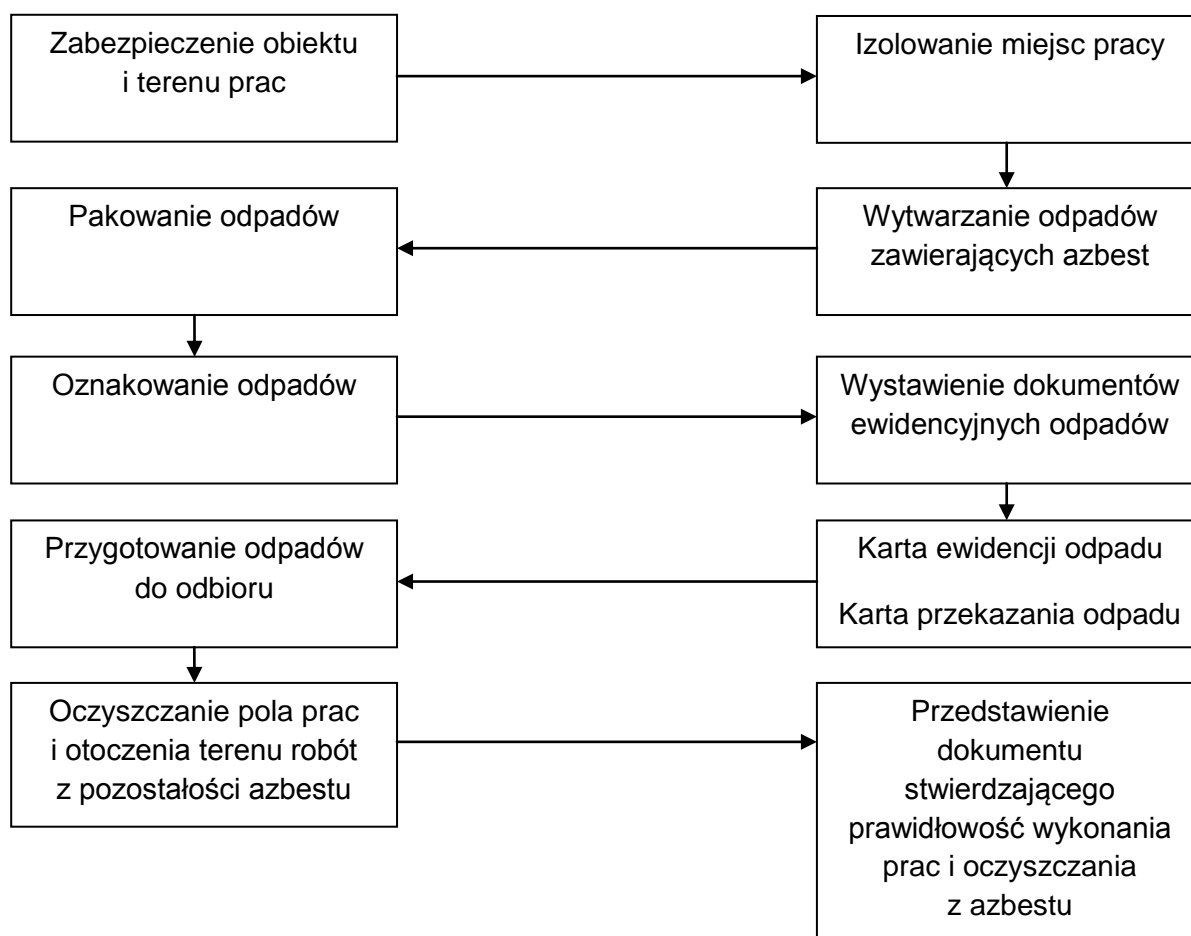 Zabezpieczenie obiektu
i terenu prac
Izolowanie miejsc pracy
Wytwarzanie odpadów
zawierających azbest
Pakowanie odpadów
Oznakowanie odpadów
Wystawienie dokumentów
ewidencyjnych odpadów
Karta ewidencji odpadu
Karta przekazania odpadu
Przygotowanie odpadów
do odbioru
Oczyszczanie pola prac
i otoczenia terenu robót
z pozostałości azbestu
Przedstawienie
dokumentu
stwierdzającego
prawidłowość wykonania
prac i oczyszczania
z azbestu